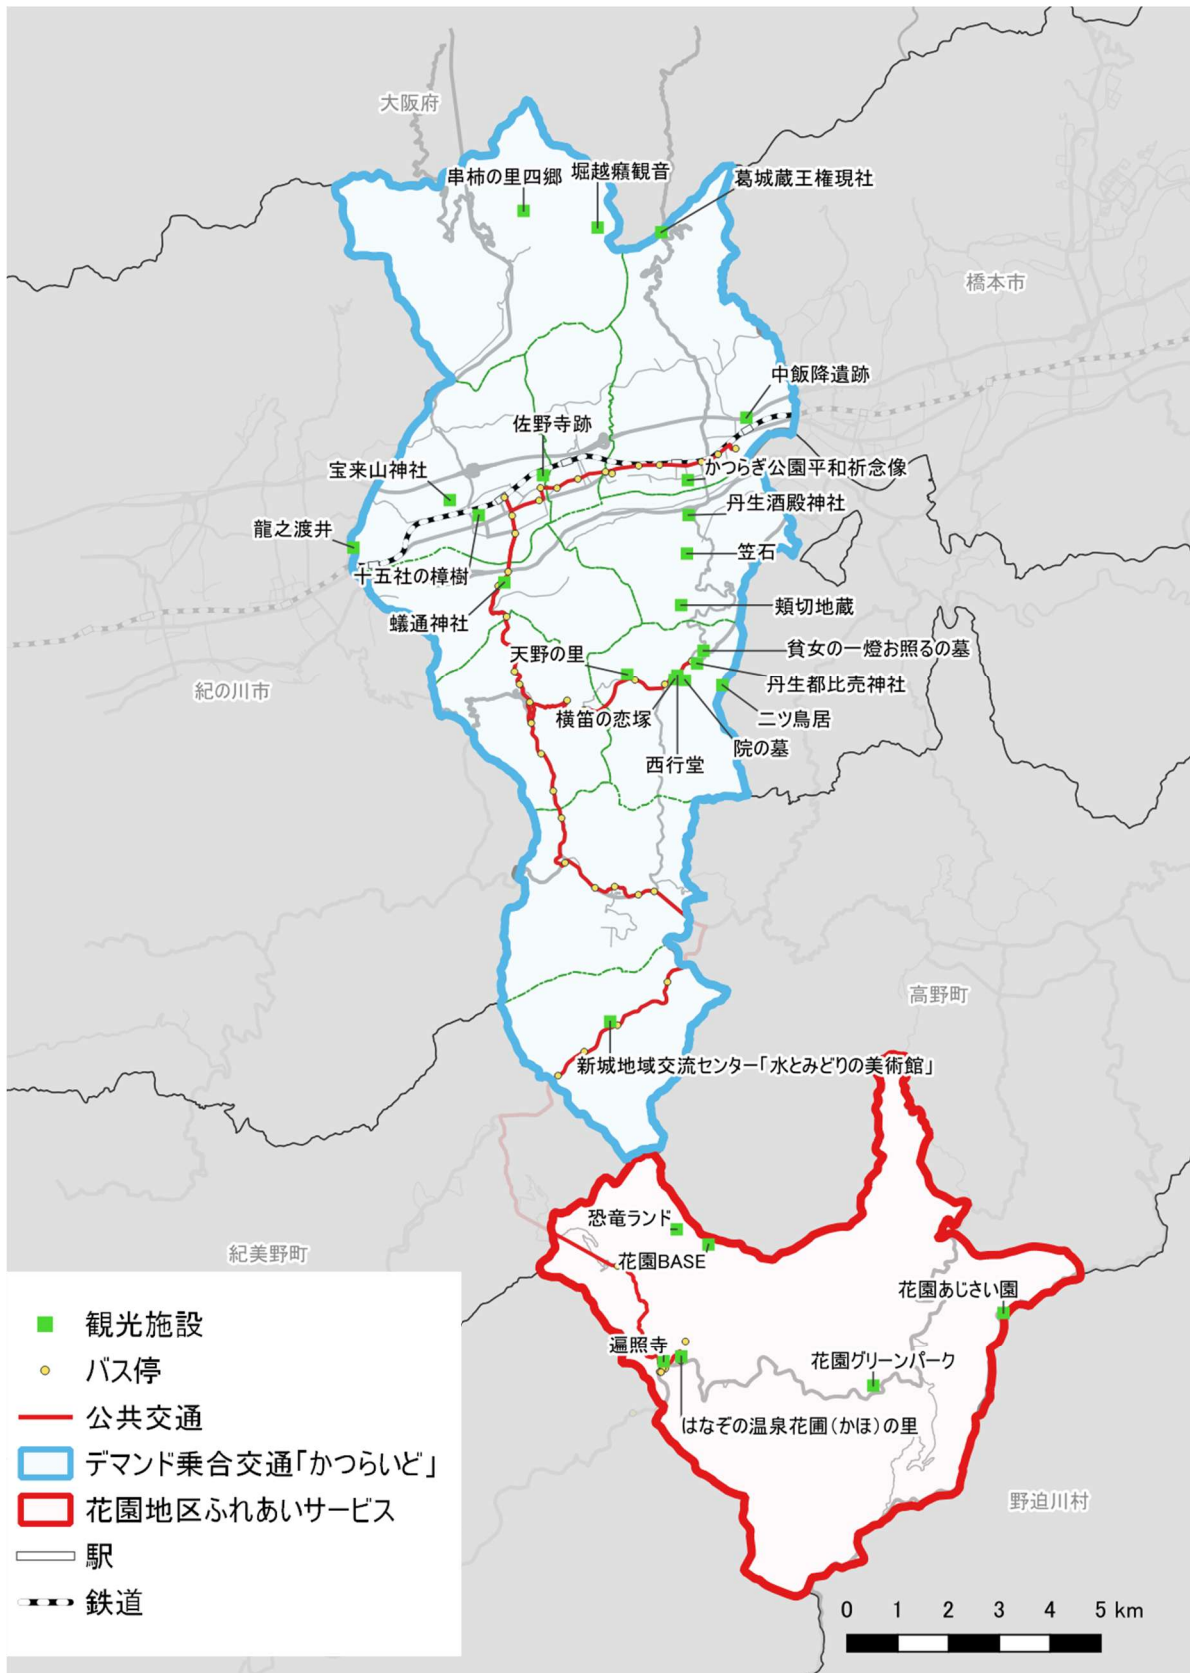 大阪府
串柿の里四郷
堀越癪観音
葛城蔵王権現社
橋本市
中飯降遺跡
佐野寺跡
宝来山神社
かつらぎ公園平和祈念像
丹生酒殿神社
龍之渡井
笠石
十五社の樟樹
頬切地蔵
蟻通神社
貧女の一燈お照るの墓
天野の里
丹生都比売神社
紀の川市
横笛の恋塚
二ツ鳥居
院の墓
西行堂
高野町
新城地域交流センター「水とみどりの美術館」
恐竜ランド
紀美野町
花園BASE
花園あじさい園
遍照寺
花園グリーンパーク
はなぞの温泉花圃(かほ)の里
野迫川村
観光施設
バス停
公共交通
デマンド乗合交通「かつらいど」
花園地区ふれあいサービス
駅
鉄道
0 1 2 3 4 5 km